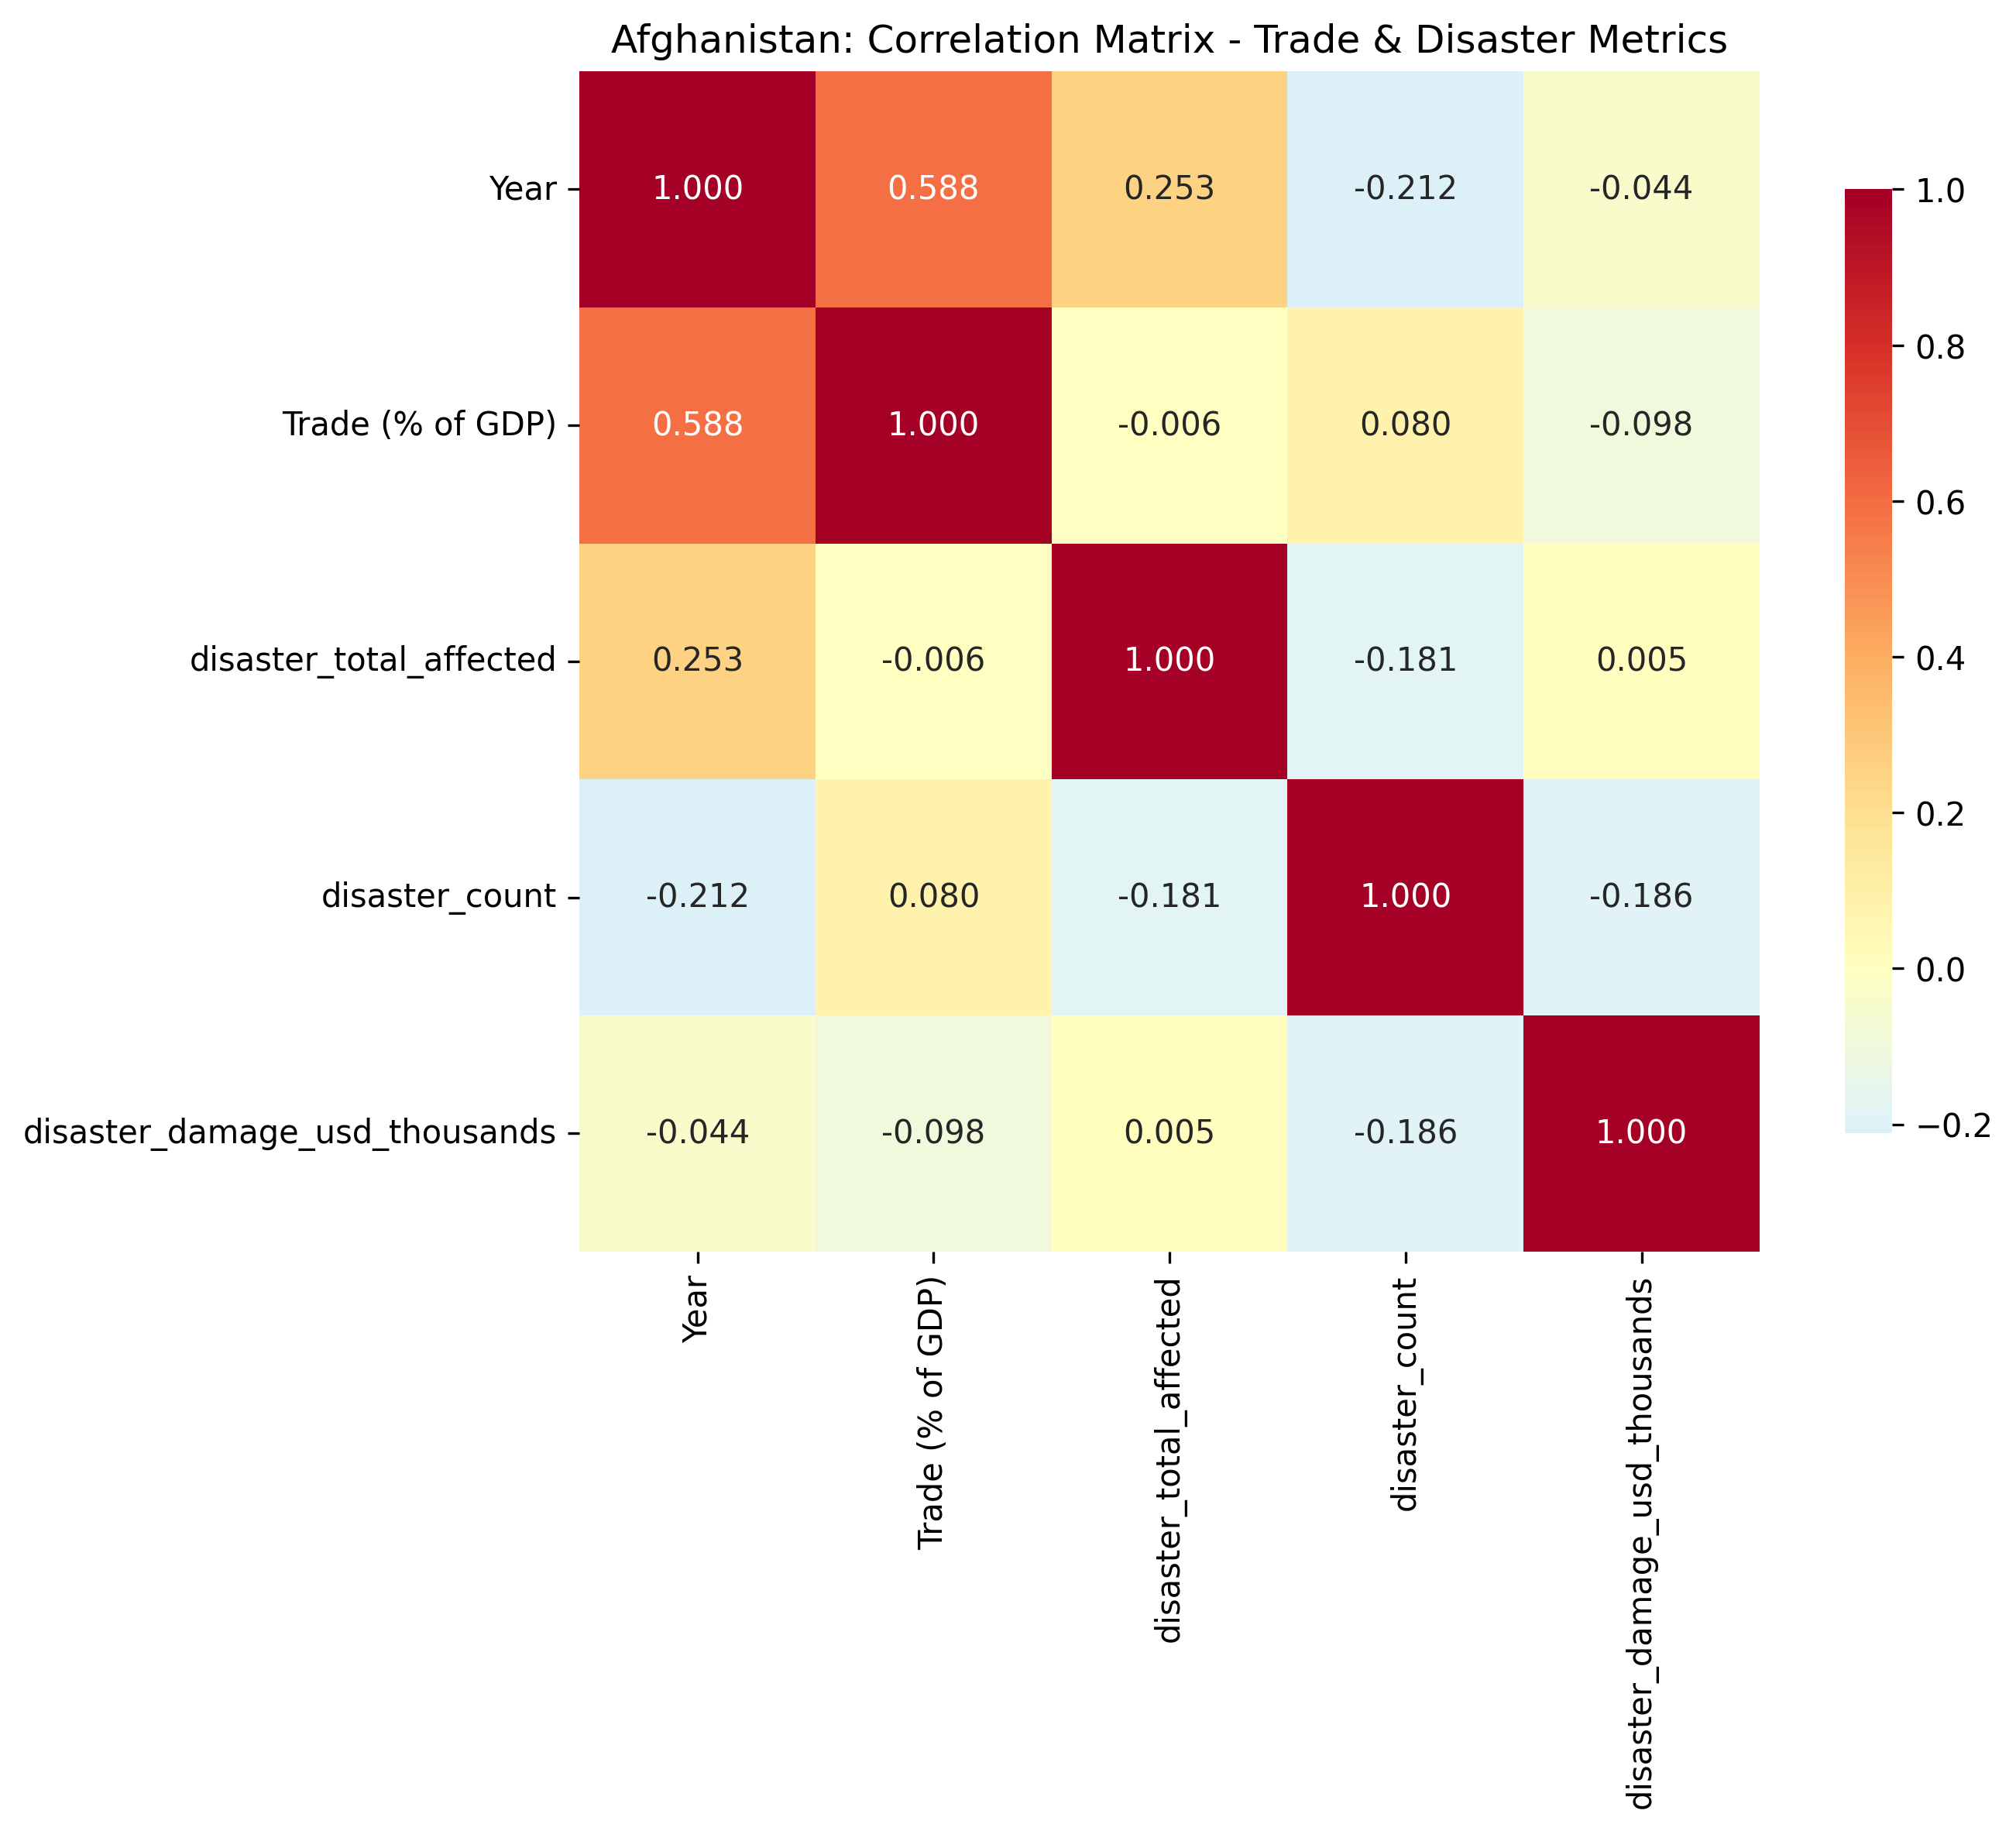 Afghanistan: Correlation Matrix - Trade & Disaster Metrics
Year 1.000 0.588 0.253 -0.212 -0.044
Trade (% of GDP) 0.588 1.000 -0.006 0.080 -0.098
disaster_total_affected 0.253 -0.006 1.000 -0.181 0.005
disaster_count -0.212 0.080 -0.181 1.000 -0.186
disaster_damage_usd_thousands -0.044 -0.098 0.005 -0.186 1.000
Year
Trade (% of GDP)
disaster_total_affected
disaster_count
disaster_damage_usd_thousands
1.0
0.8
0.6
0.4
0.2
0.0
−0.2